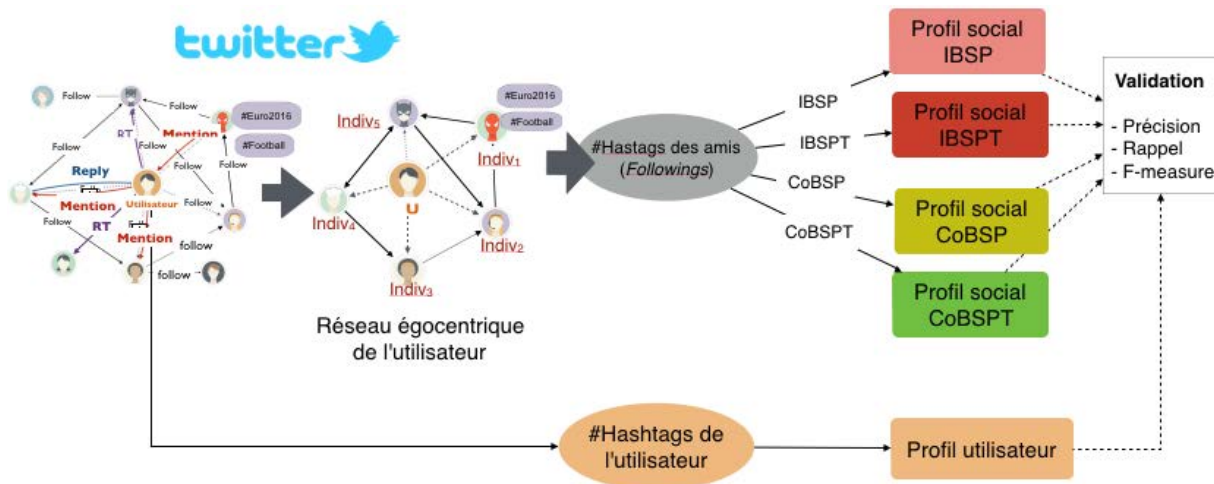 twitter
Follow
Follow
#Euro2016
RT
Mention
#Football
Follow
Follow
Reply
Mention
Utilisateur
RT
Mention
Follow
follow
follow
#Euro2016
#Football
Indiv5
Indiv1
U
Indiv4
Indiv2
Indiv3
Réseau égocentrique
de l'utilisateur
#Hastags des amis
(Followings)
IBSP
IBSPT
CoBSP
CoBSPT
Profil social
IBSP
Profil social
IBSPT
Profil social
CoBSP
Profil social
CoBSPT
Validation
- Précision
- Rappel
- F-measure
#Hashtags de
l'utilisateur
Profil utilisateur